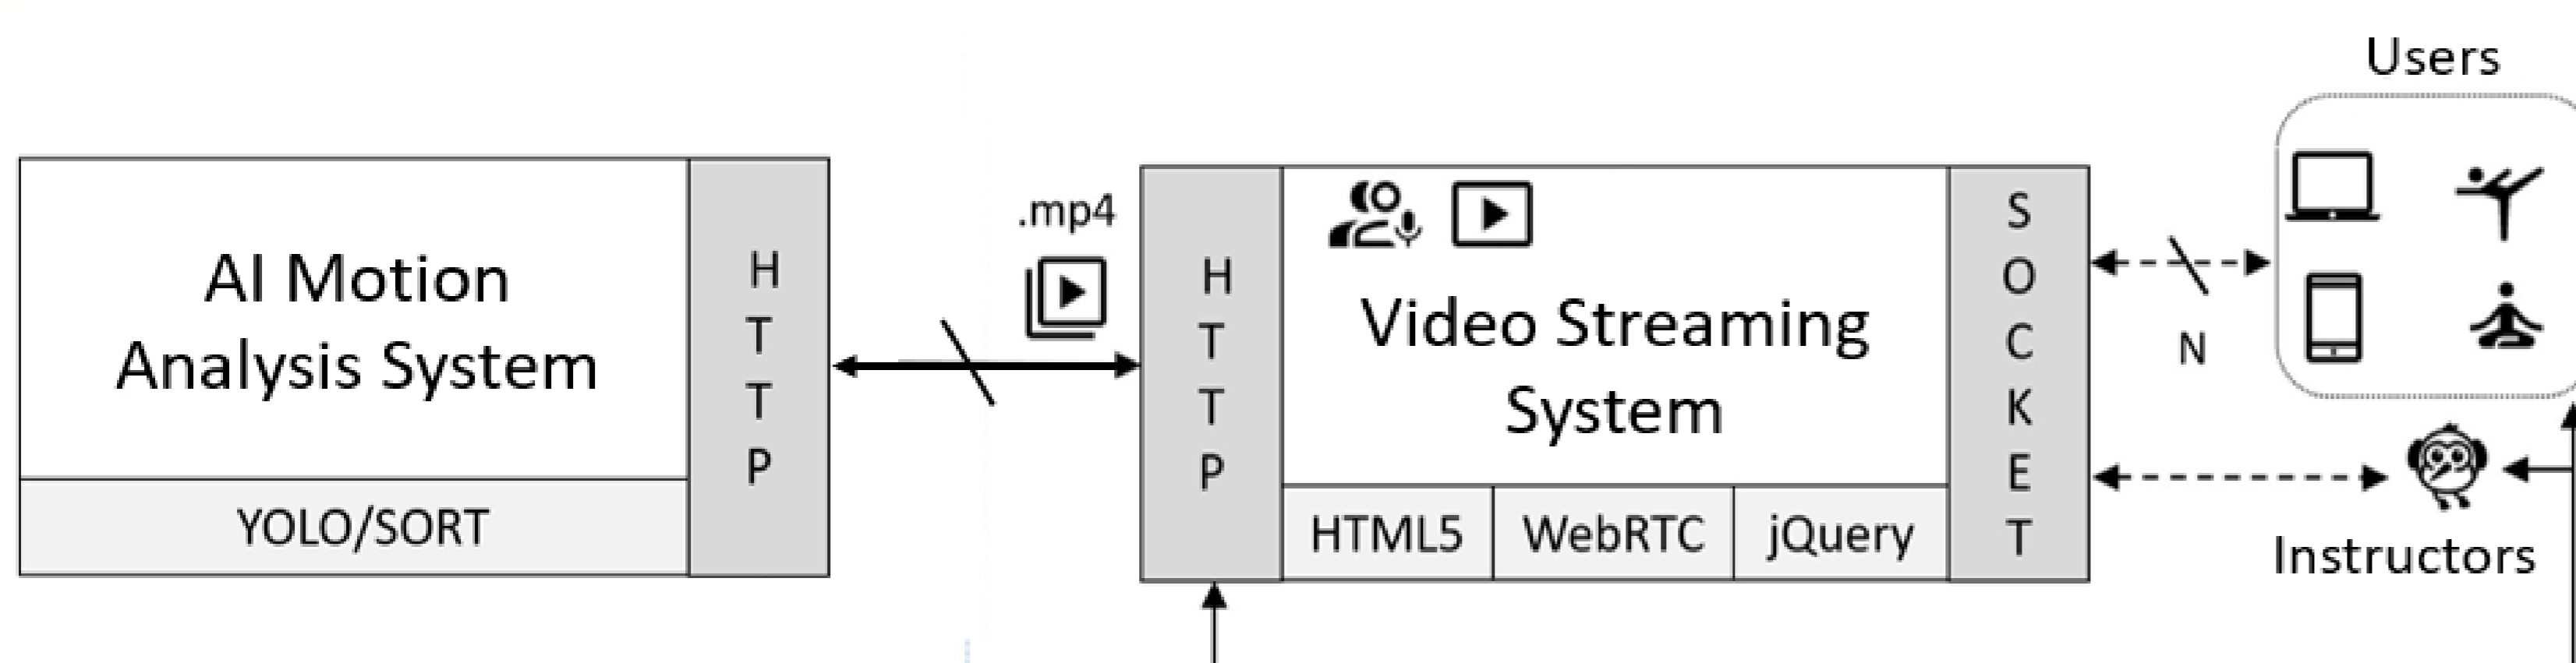 AI Motion
Analysis System
YOLO/SORT
HTTP
.mp4
HTTP
Video Streaming
System
HTML5
WebRTC
jQuery
SOCKET
N
Users
Instructors